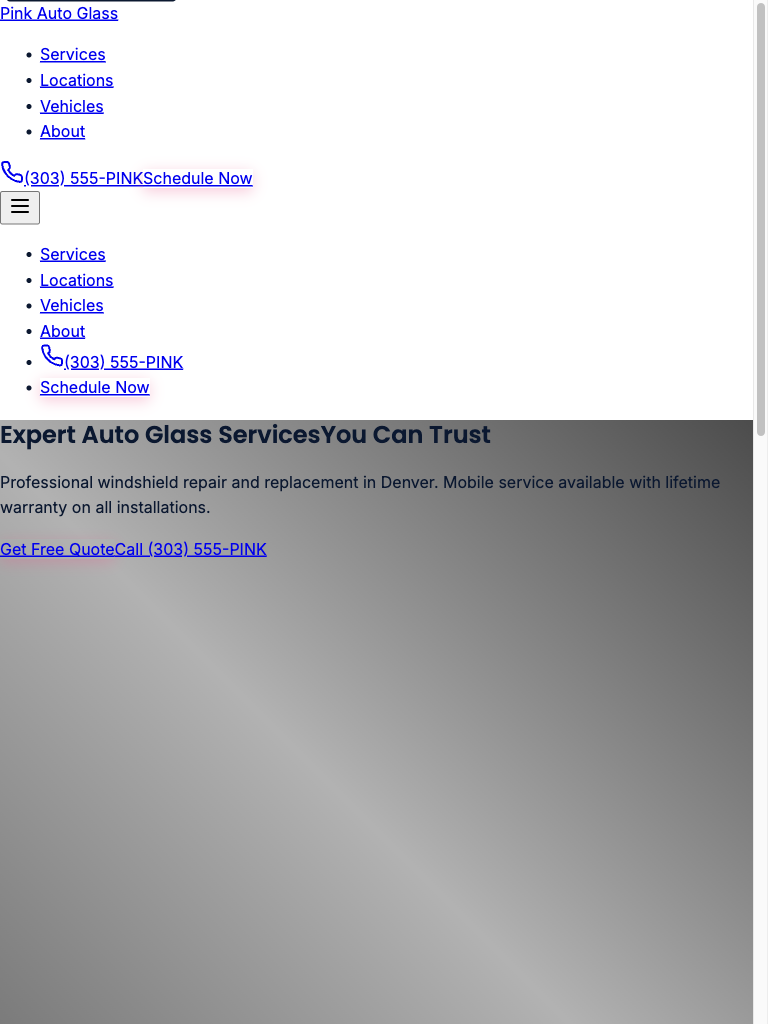 Pink Auto Glass
Services
Locations
Vehicles
About
(303) 555-PINKSchedule Now
Services
Locations
Vehicles
About
(303) 555-PINK
Schedule Now
Expert Auto Glass ServicesYou Can Trust
Professional windshield repair and replacement in Denver. Mobile service available with lifetime
warranty on all installations.
Get Free QuoteCall (303) 555-PINK